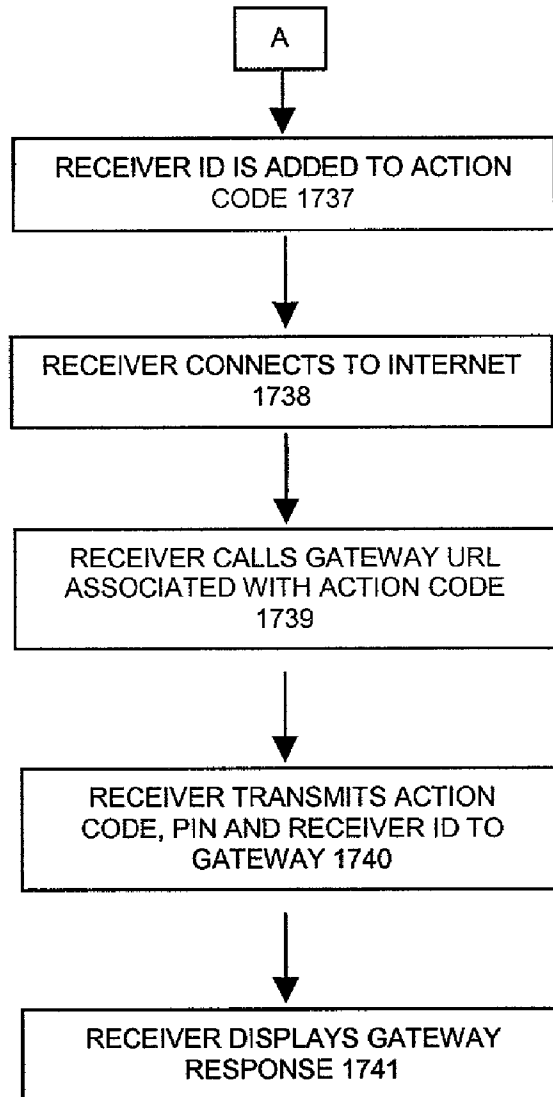 A
RECEIVER ID IS ADDED TO ACTION
CODE 1737
RECEIVER CONNECTS TO INTERNET
1738
RECEIVER CALLS GATEWAY URL
ASSOCIATED WITH ACTION CODE
1739
RECEIVER TRANSMITS ACTION
CODE, PIN AND RECEIVER ID TO
GATEWAY 1740
RECEIVER DISPLAYS GATEWAY
RESPONSE 1741